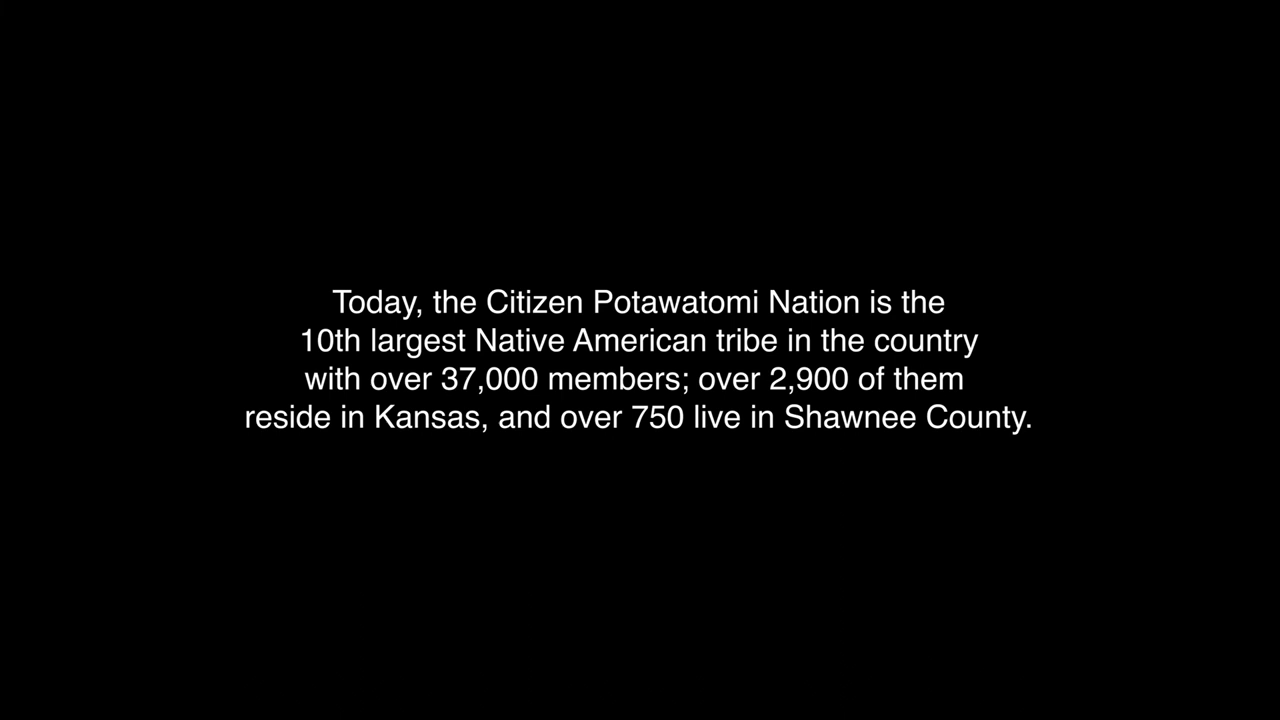 Today, the Citizen Potawatomi Nation is the
10th largest Native American tribe in the country
with over 37,000 members; over 2,900 of them
reside in Kansas, and over 750 live in Shawnee County.